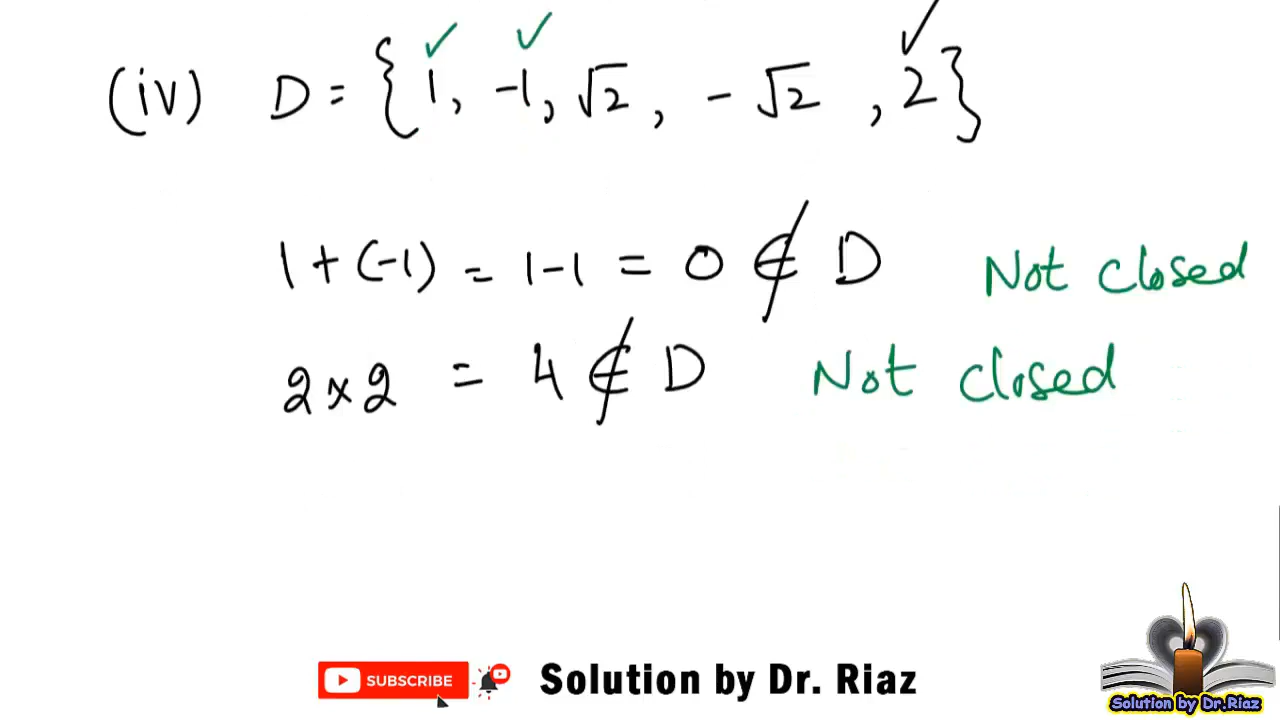 (iv) D = {1, -1, √2, -√2, 2}
1 + (-1) = 1 - 1 = 0 ∉ D Not closed
2 × 2 = 4 ∉ D Not closed
SUBSCRIBE Solution by Dr. Riaz
Solution by Dr.Riaz